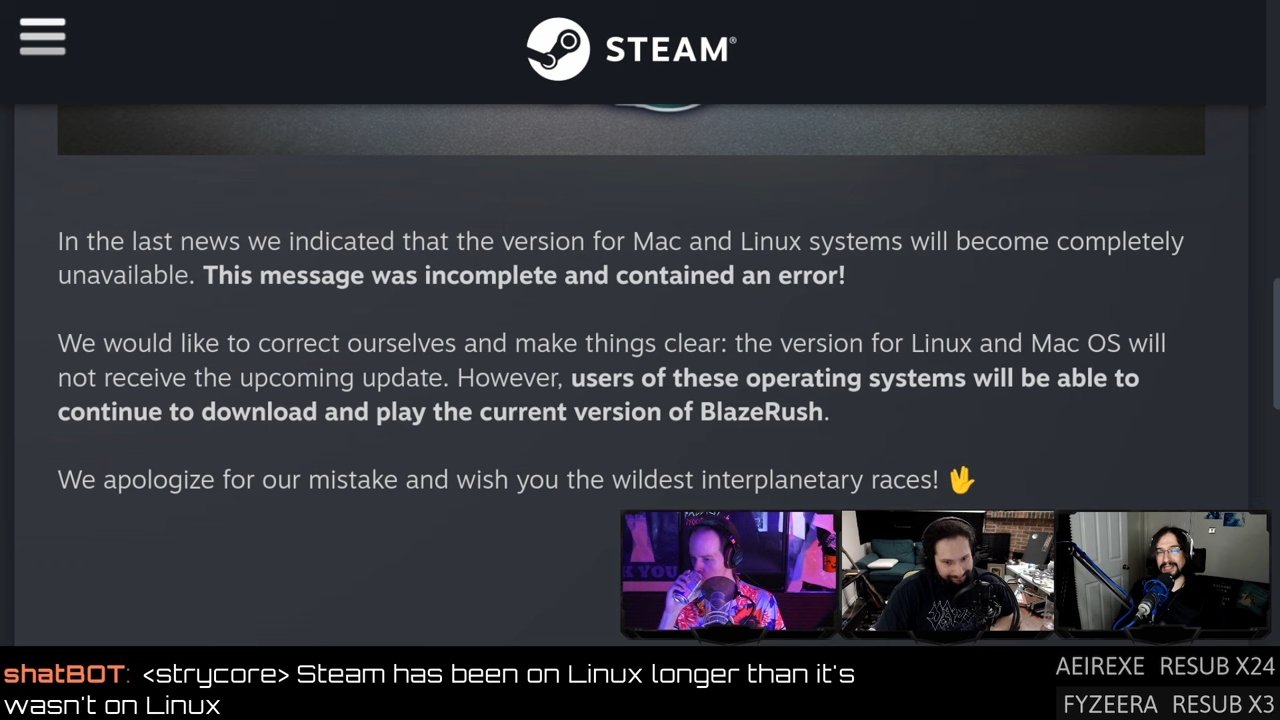 STEAM®
In the last news we indicated that the version for Mac and Linux systems will become completely
unavailable. This message was incomplete and contained an error!
We would like to correct ourselves and make things clear: the version for Linux and Mac OS will
not receive the upcoming update. However, users of these operating systems will be able to
continue to download and play the current version of BlazeRush.
We apologize for our mistake and wish you the wildest interplanetary races! 🖖
shatBOT: <strycore> Steam has been on Linux longer than it's
wasn't on Linux
AEIREXE RESUB X24
FYZEERA RESUB X3